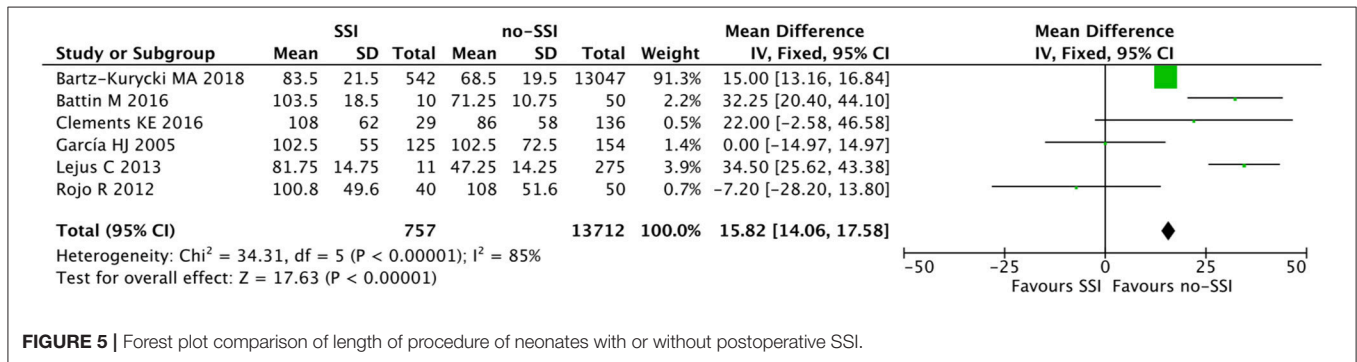 SSI no-SSI Mean Difference Mean Difference
Study or Subgroup Mean SD Total Mean SD Total Weight IV, Fixed, 95% CI IV, Fixed, 95% CI
Bartz-Kurycki MA 2018 83.5 21.5 542 68.5 19.5 13047 91.3% 15.00 [13.16, 16.84]
Battin M 2016 103.5 18.5 10 71.25 10.75 50 2.2% 32.25 [20.40, 44.10]
Clements KE 2016 108 62 29 86 58 136 0.5% 22.00 [-2.58, 46.58]
García HJ 2005 102.5 55 125 102.5 72.5 154 1.4% 0.00 [-14.97, 14.97]
Lejus C 2013 81.75 14.75 11 47.25 14.25 275 3.9% 34.50 [25.62, 43.38]
Rojo R 2012 100.8 49.6 40 108 51.6 50 0.7% -7.20 [-28.20, 13.80]
Total (95% CI) 757 13712 100.0% 15.82 [14.06, 17.58]
Heterogeneity: Chi² = 34.31, df = 5 (P < 0.00001); I² = 85%
Test for overall effect: Z = 17.63 (P < 0.00001)
-50 -25 0 25 50
Favours SSI Favours no-SSI
FIGURE 5 | Forest plot comparison of length of procedure of neonates with or without postoperative SSI.